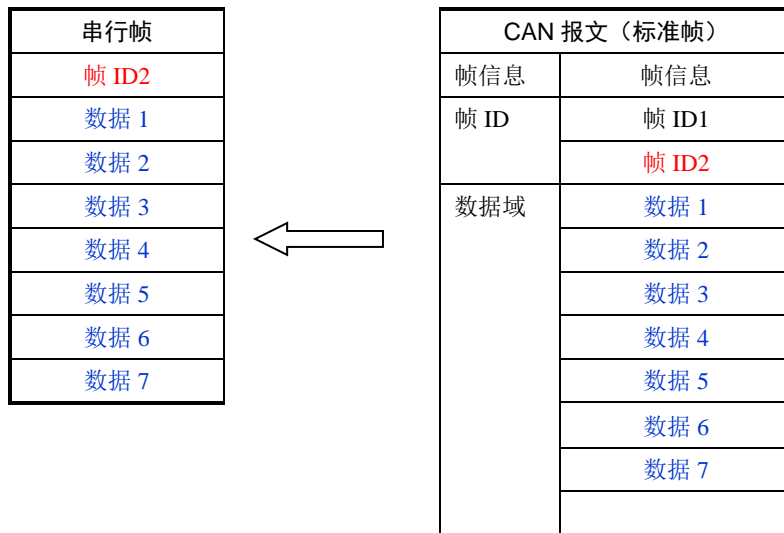 串行帧
帧 ID2
数据 1
数据 2
数据 3
数据 4
数据 5
数据 6
数据 7
CAN 报文（标准帧）
帧信息 帧信息
帧 ID 帧 ID1
帧 ID2
数据域 数据 1
数据 2
数据 3
数据 4
数据 5
数据 6
数据 7